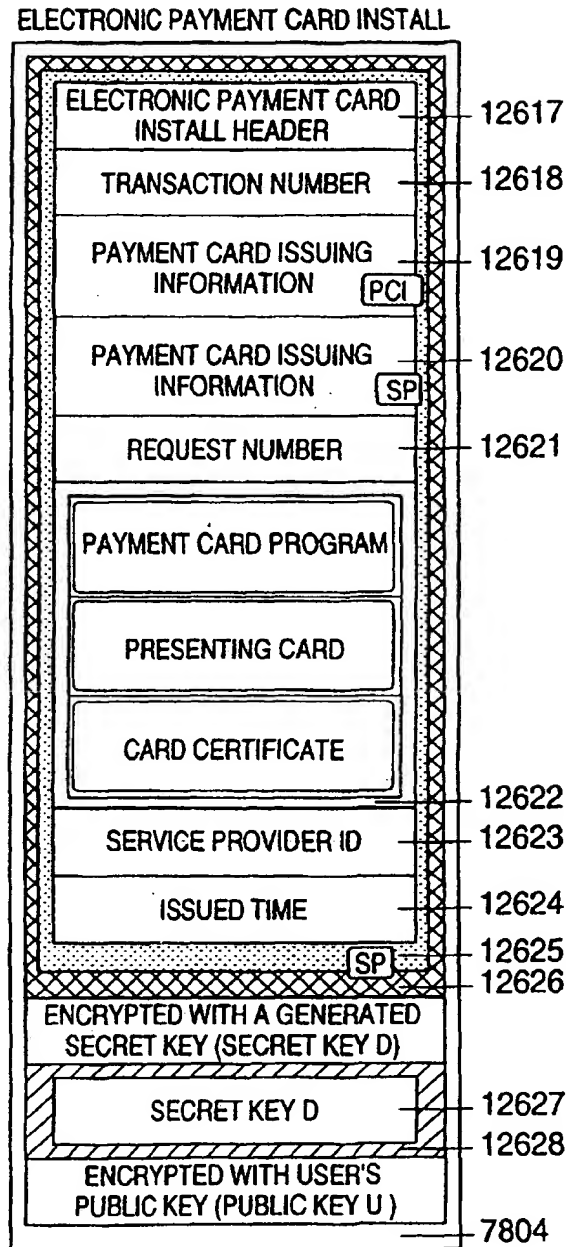 ELECTRONIC PAYMENT CARD INSTALL
ELECTRONIC PAYMENT CARD
INSTALL HEADER
12617
TRANSACTION NUMBER
12618
PAYMENT CARD ISSUING
INFORMATION
PCI
12619
PAYMENT CARD ISSUING
INFORMATION
SP
12620
REQUEST NUMBER
12621
PAYMENT CARD PROGRAM
PRESENTING CARD
CARD CERTIFICATE
12622
SERVICE PROVIDER ID
12623
ISSUED TIME
12624
SP
12625
12626
ENCRYPTED WITH A GENERATED
SECRET KEY (SECRET KEY D)
SECRET KEY D
12627
12628
ENCRYPTED WITH USER'S
PUBLIC KEY (PUBLIC KEY U )
7804